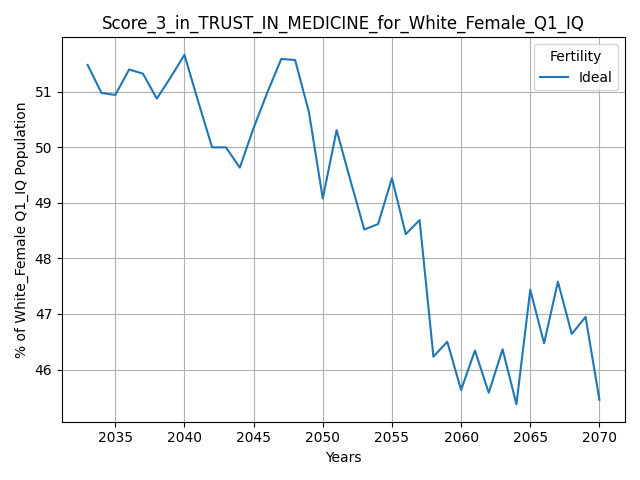 Score_3_in_TRUST_IN_MEDICINE_for_White_Female_Q1_IQ
Fertility
Ideal
% of White_Female Q1_IQ Population
51
50
49
48
47
46
2035
2040
2045
2050
2055
2060
2065
2070
Years